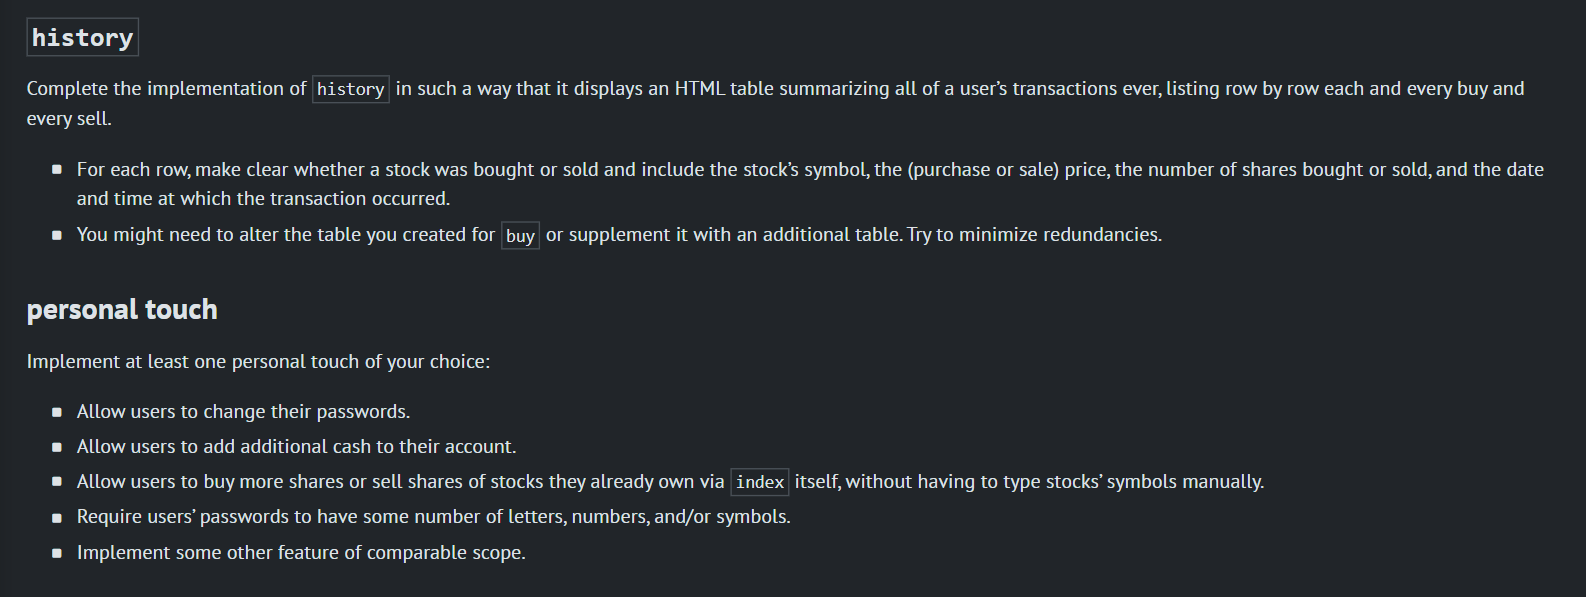 history
Complete the implementation of history in such a way that it displays an HTML table summarizing all of a user’s transactions ever, listing row by row each and every buy and
every sell.
For each row, make clear whether a stock was bought or sold and include the stock’s symbol, the (purchase or sale) price, the number of shares bought or sold, and the date
and time at which the transaction occurred.
You might need to alter the table you created for buy or supplement it with an additional table. Try to minimize redundancies.
personal touch
Implement at least one personal touch of your choice:
Allow users to change their passwords.
Allow users to add additional cash to their account.
Allow users to buy more shares or sell shares of stocks they already own via index itself, without having to type stocks’ symbols manually.
Require users’ passwords to have some number of letters, numbers, and/or symbols.
Implement some other feature of comparable scope.